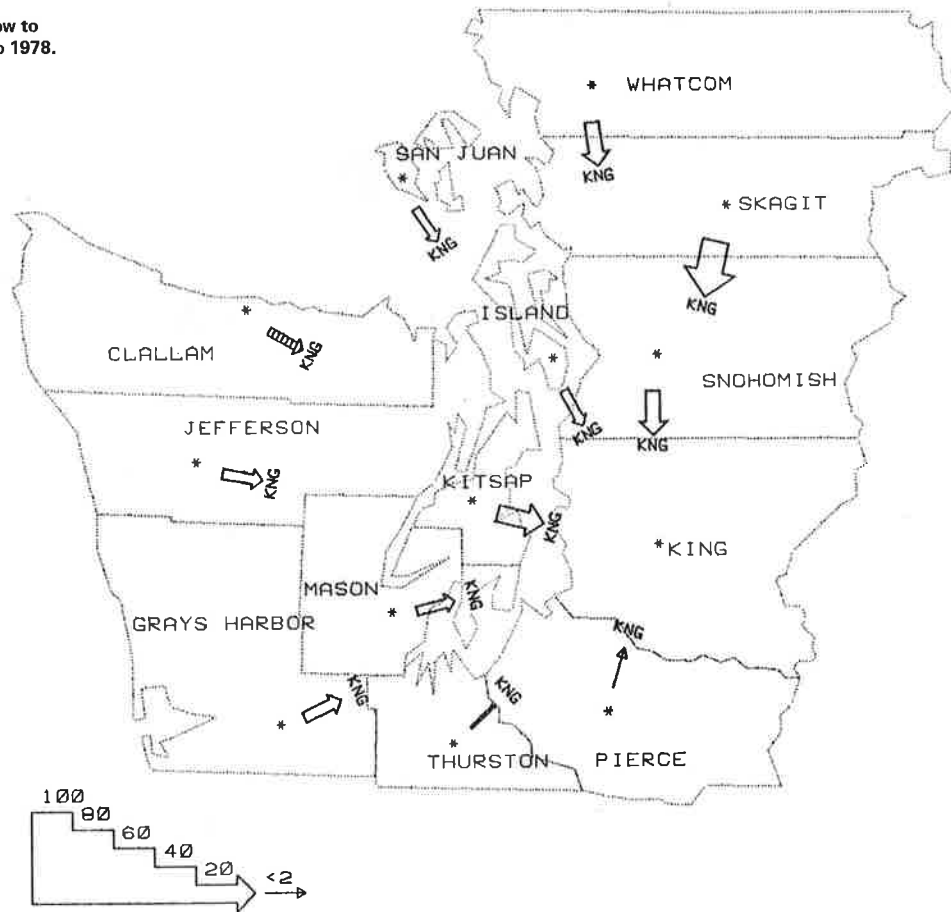 ow to
o 1978.
* WHATCOM
KNG
SAN JUAN
*
KNG
* SKAGIT
KNG
*
KNG
CLALLAM
ISLAND
*
KNG
*
SNOHOMISH
KNG
JEFFERSON
*
KNG
KITSAP
*
KNG
* KING
MASON
*
KNG
GRAYS HARBOR
*
KNG
KNG
*
THURSTON
KNG
*
PIERCE
100
80
60
40
20
<2